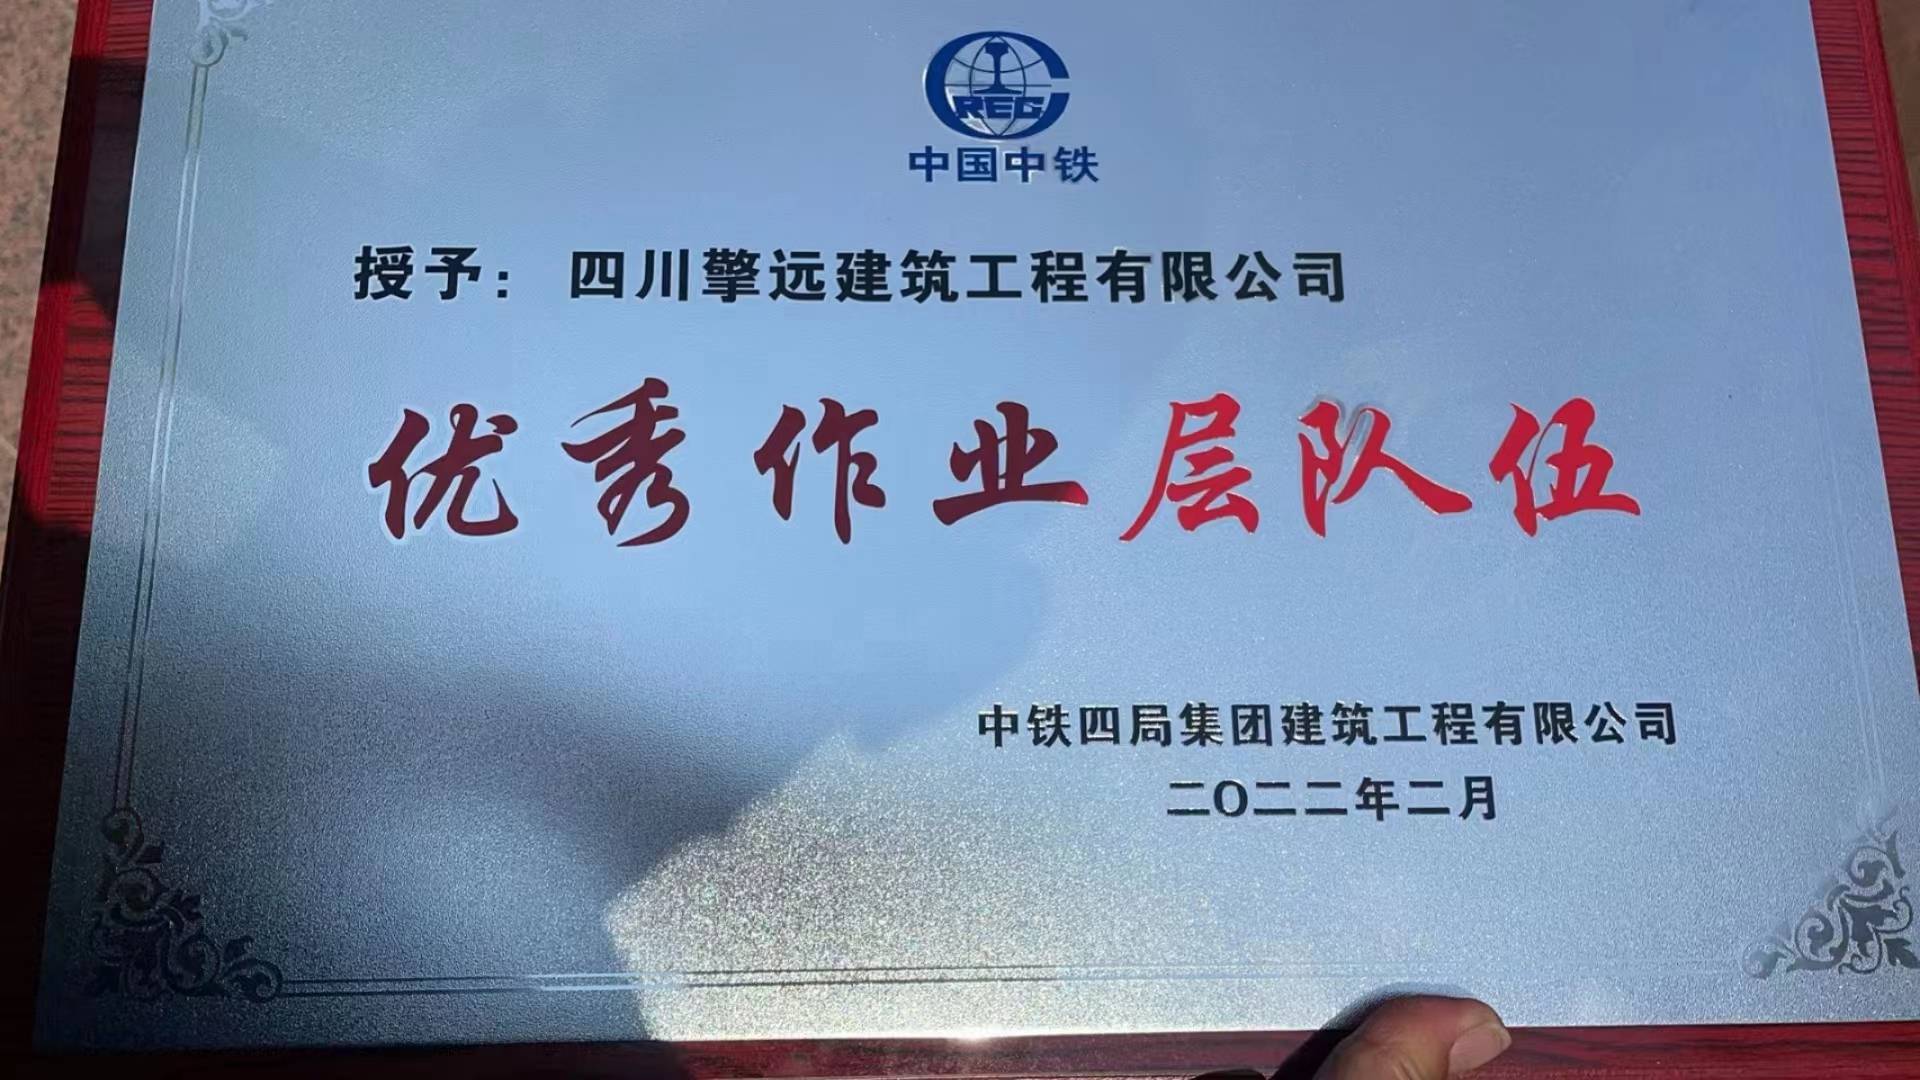 CREG
中国中铁
授予： 四川擎远建筑工程有限公司
优秀作业层队伍
中铁四局集团建筑工程有限公司
二O二二年二月